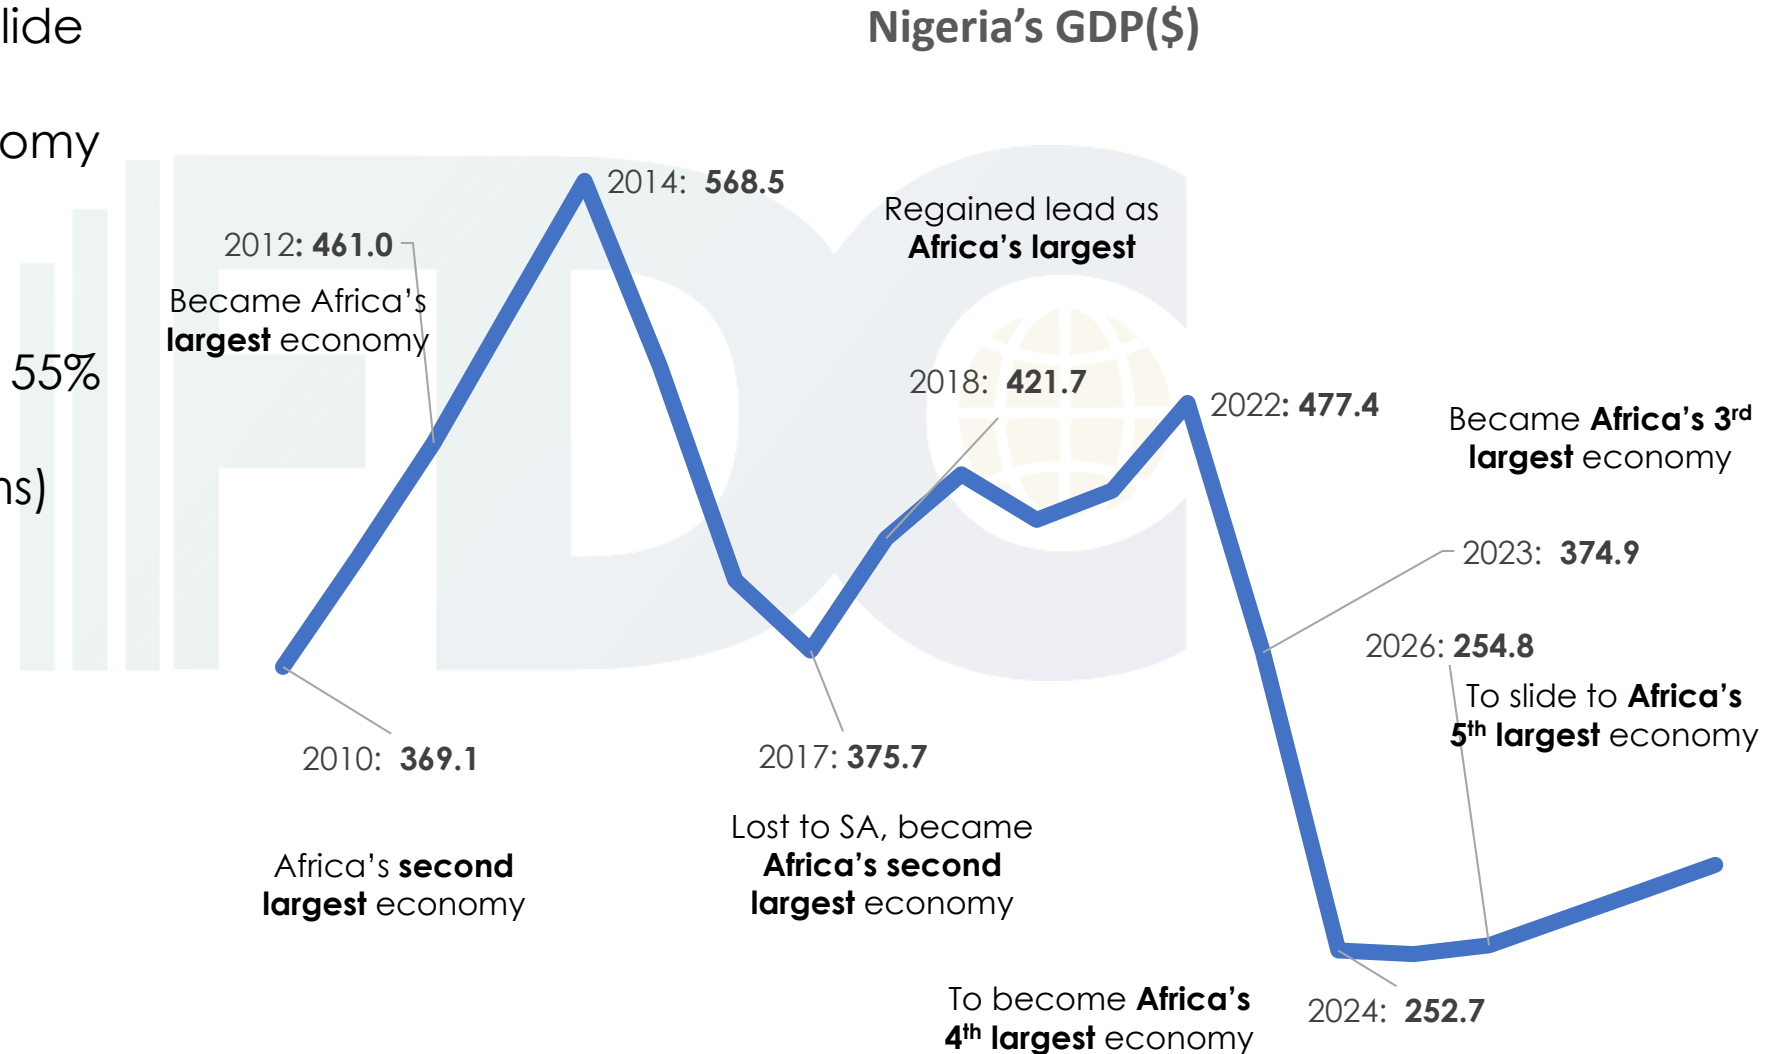 lide
Nigeria’s GDP($)
omy
55%
ns)
2014: 568.5
Regained lead as
Africa’s largest
2012: 461.0
Became Africa’s
largest economy
2018: 421.7
2022: 477.4
Became Africa’s 3rd
largest economy
2023: 374.9
2026: 254.8
To slide to Africa’s
5th largest economy
2010: 369.1
2017: 375.7
Africa’s second
largest economy
Lost to SA, became
Africa’s second
largest economy
To become Africa’s
4th largest economy
2024: 252.7
FDC